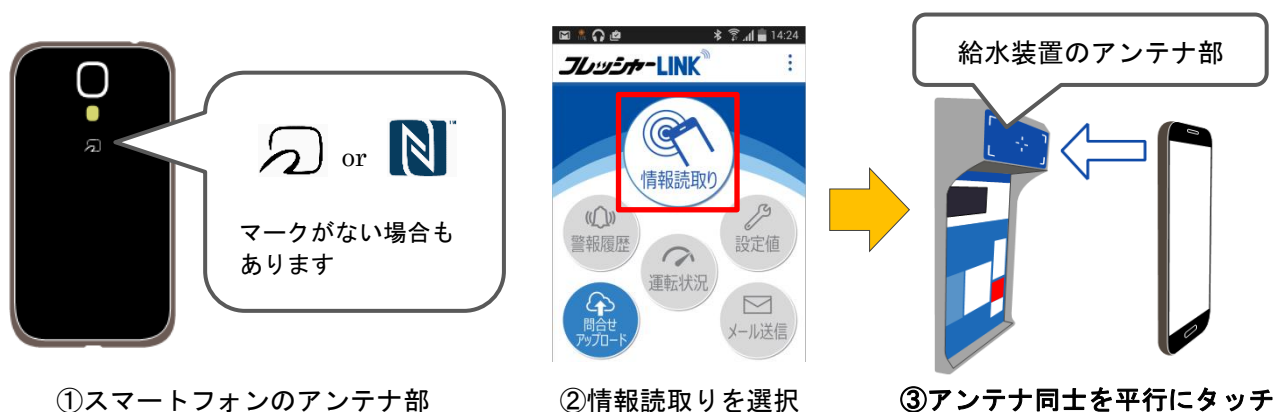 or
マークがない場合も
あります
①スマートフォンのアンテナ部
14:24
フレッシャーLINK
情報読取り
警報履歴
設定値
運転状況
問合せ
アップロード
メール送信
②情報読取りを選択
給水装置のアンテナ部
③アンテナ同士を平行にタッチ